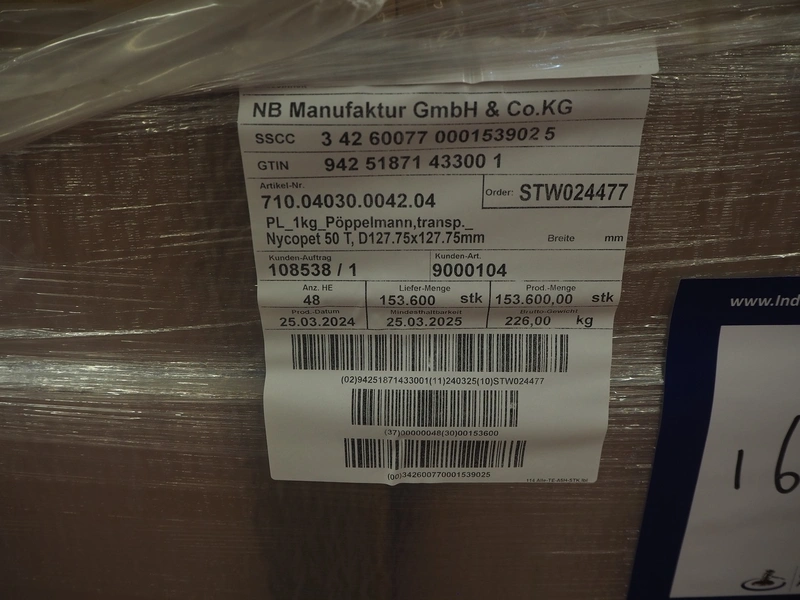 NB Manufaktur GmbH & Co.KG
SSCC 3 42 60077 000153902 5
GTIN 942 51871 43300 1
Artikel-Nr.
710.04030.0042.04
Order: STW024477
PL_1kg_Pöppelmann,transp._
Nycopet 50 T, D127.75x127.75mm
Breite mm
Kunden-Auftrag Kunden-Art.
108538 / 1 9000104
Anz. HE Liefer-Menge Prod.-Menge
48 153.600 stk 153.600,00 stk
Prod.-Datum Mindesthaltbarkeit Brutto-Gewicht
25.03.2024 25.03.2025 226,00 kg
(02)94251871433001(11)240325(10)STW024477
(37)00000048(30)00153600
(00)342600770001539025
www.Ind
16